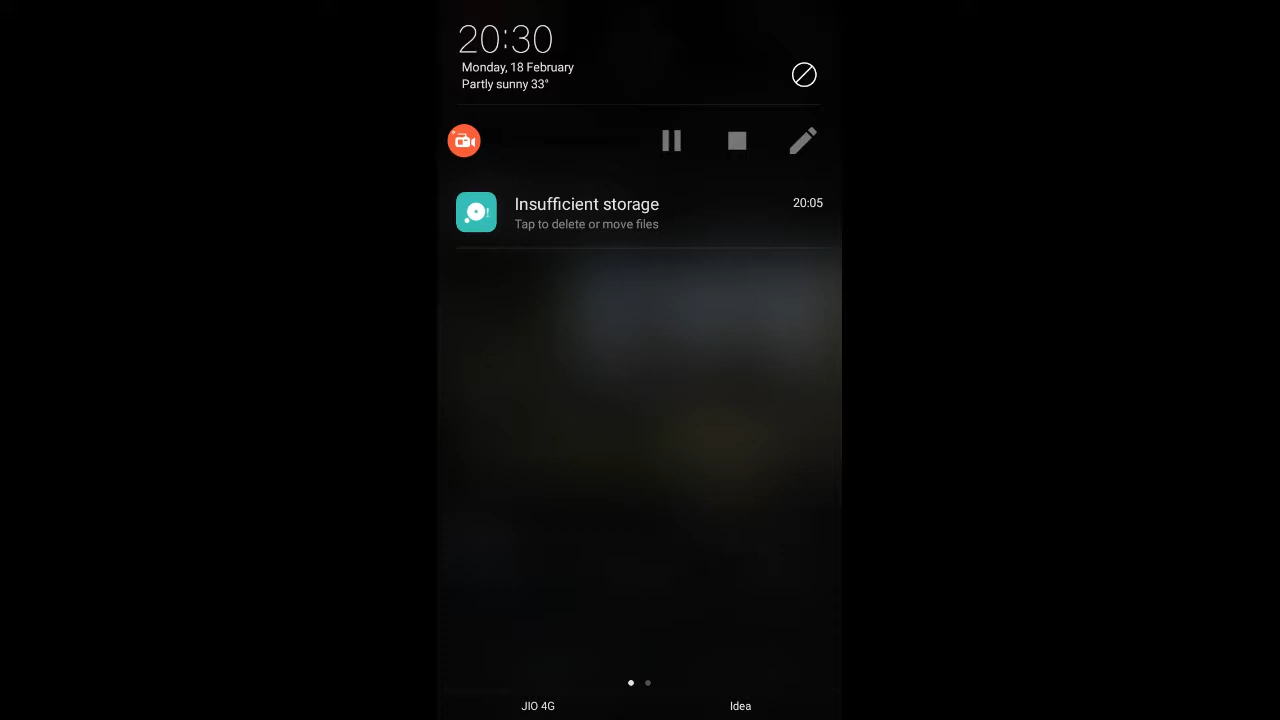 20:30
Monday, 18 February
Partly sunny 33°
Insufficient storage
20:05
Tap to delete or move files
JIO 4G
Idea